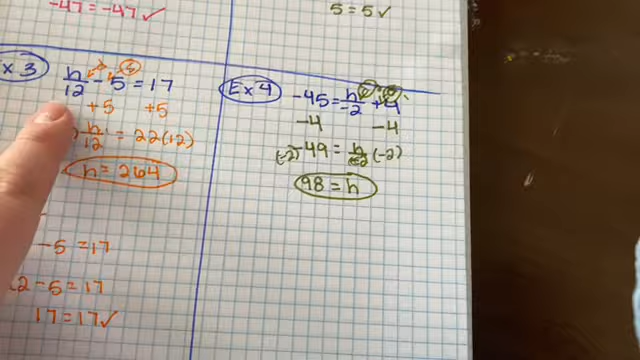 -47 = -47 ✓
5 = 5 ✓
x 3
h/12 - 5 = 17
+5 +5
h/12 = 22(12)
h = 264
-5 = 17
2 - 5 = 17
17 = 17 ✓
Ex 4
-45 = h/-2 + 4
-4 -4
(-2) -49 = h/-2 (-2)
98 = h